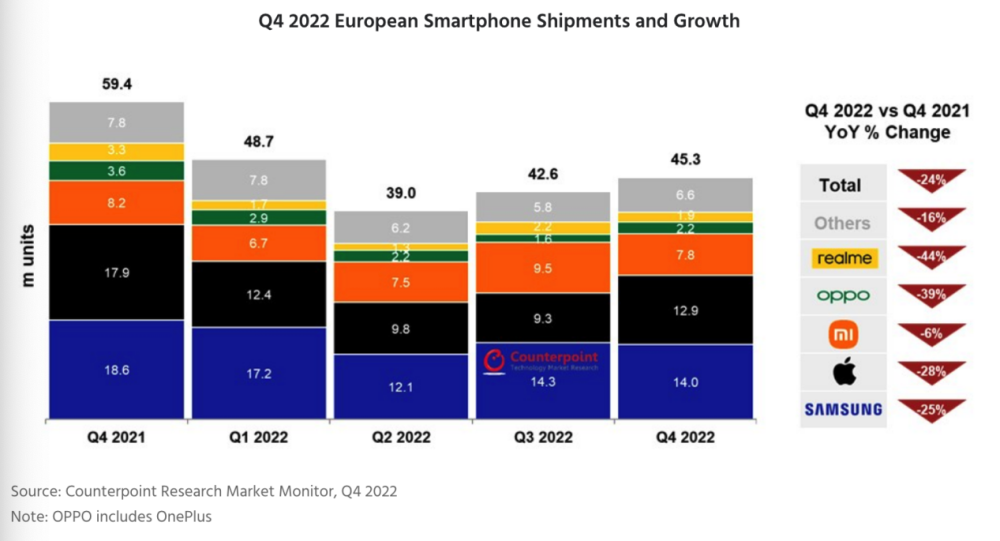 Q4 2022 European Smartphone Shipments and Growth
m units
59.4
7.8
3.3
3.6
8.2
17.9
18.6
Q4 2021
48.7
7.8
1.7
2.9
6.7
12.4
17.2
Q1 2022
39.0
6.2
1.3
2.2
7.5
9.8
12.1
Q2 2022
42.6
5.8
2.2
1.6
9.5
9.3
Counterpoint
Technology Market Research
14.3
Q3 2022
45.3
6.6
1.9
2.2
7.8
12.9
14.0
Q4 2022
Q4 2022 vs Q4 2021
YoY % Change
Total -24%
Others -16%
realme -44%
oppo -39%
mi -6%
-28%
SAMSUNG -25%
Source: Counterpoint Research Market Monitor, Q4 2022
Note: OPPO includes OnePlus